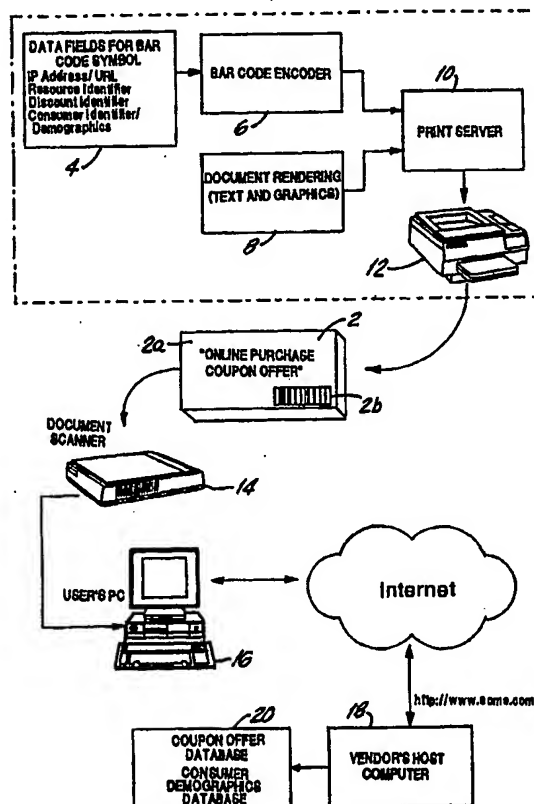 DATA FIELDS FOR BAR
CODE SYMBOL
IP Address/ URL
Resource Identifier
Discount Identifier
Consumer Identifier/
Demographics
4
BAR CODE ENCODER
6
DOCUMENT RENDERING
(TEXT AND GRAPHICS)
8
10
PRINT SERVER
12
2a
2
"ONLINE PURCHASE
COUPON OFFER"
2b
DOCUMENT
SCANNER
14
USER'S PC
16
Internet
http://www.acme.com
20
COUPON OFFER
DATABASE
CONSUMER
DEMOGRAPHICS
DATABASE
18
VENDOR'S HOST
COMPUTER